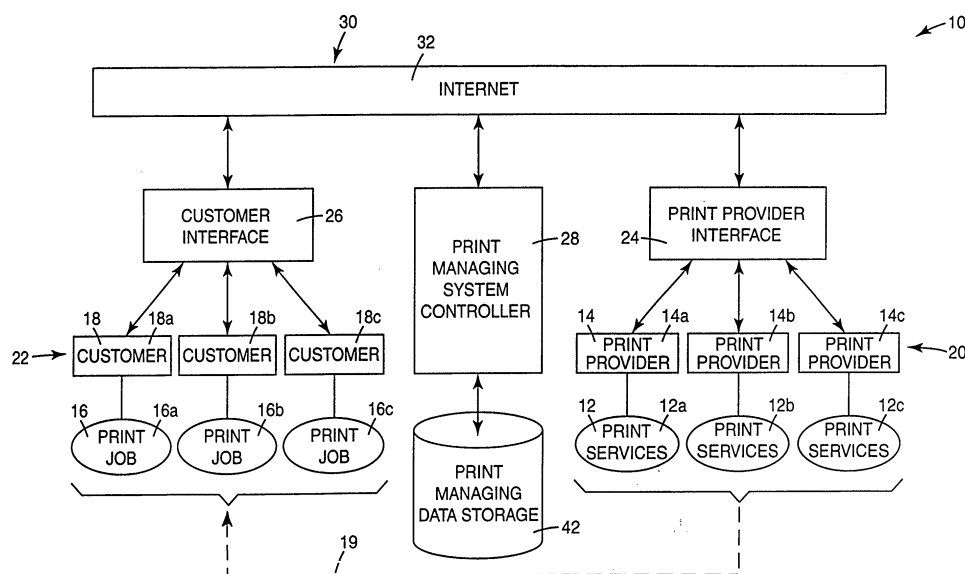 30
10
32
INTERNET
CUSTOMER
INTERFACE
26
PRINT
MANAGING
SYSTEM
CONTROLLER
28
PRINT PROVIDER
INTERFACE
24
22
18
18a
CUSTOMER
18b
CUSTOMER
18c
CUSTOMER
14
14a
PRINT
PROVIDER
14b
PRINT
PROVIDER
14c
PRINT
PROVIDER
20
16
16a
PRINT
JOB
16b
PRINT
JOB
16c
PRINT
JOB
PRINT
MANAGING
DATA STORAGE
42
12
12a
PRINT
SERVICES
12b
PRINT
SERVICES
12c
PRINT
SERVICES
19